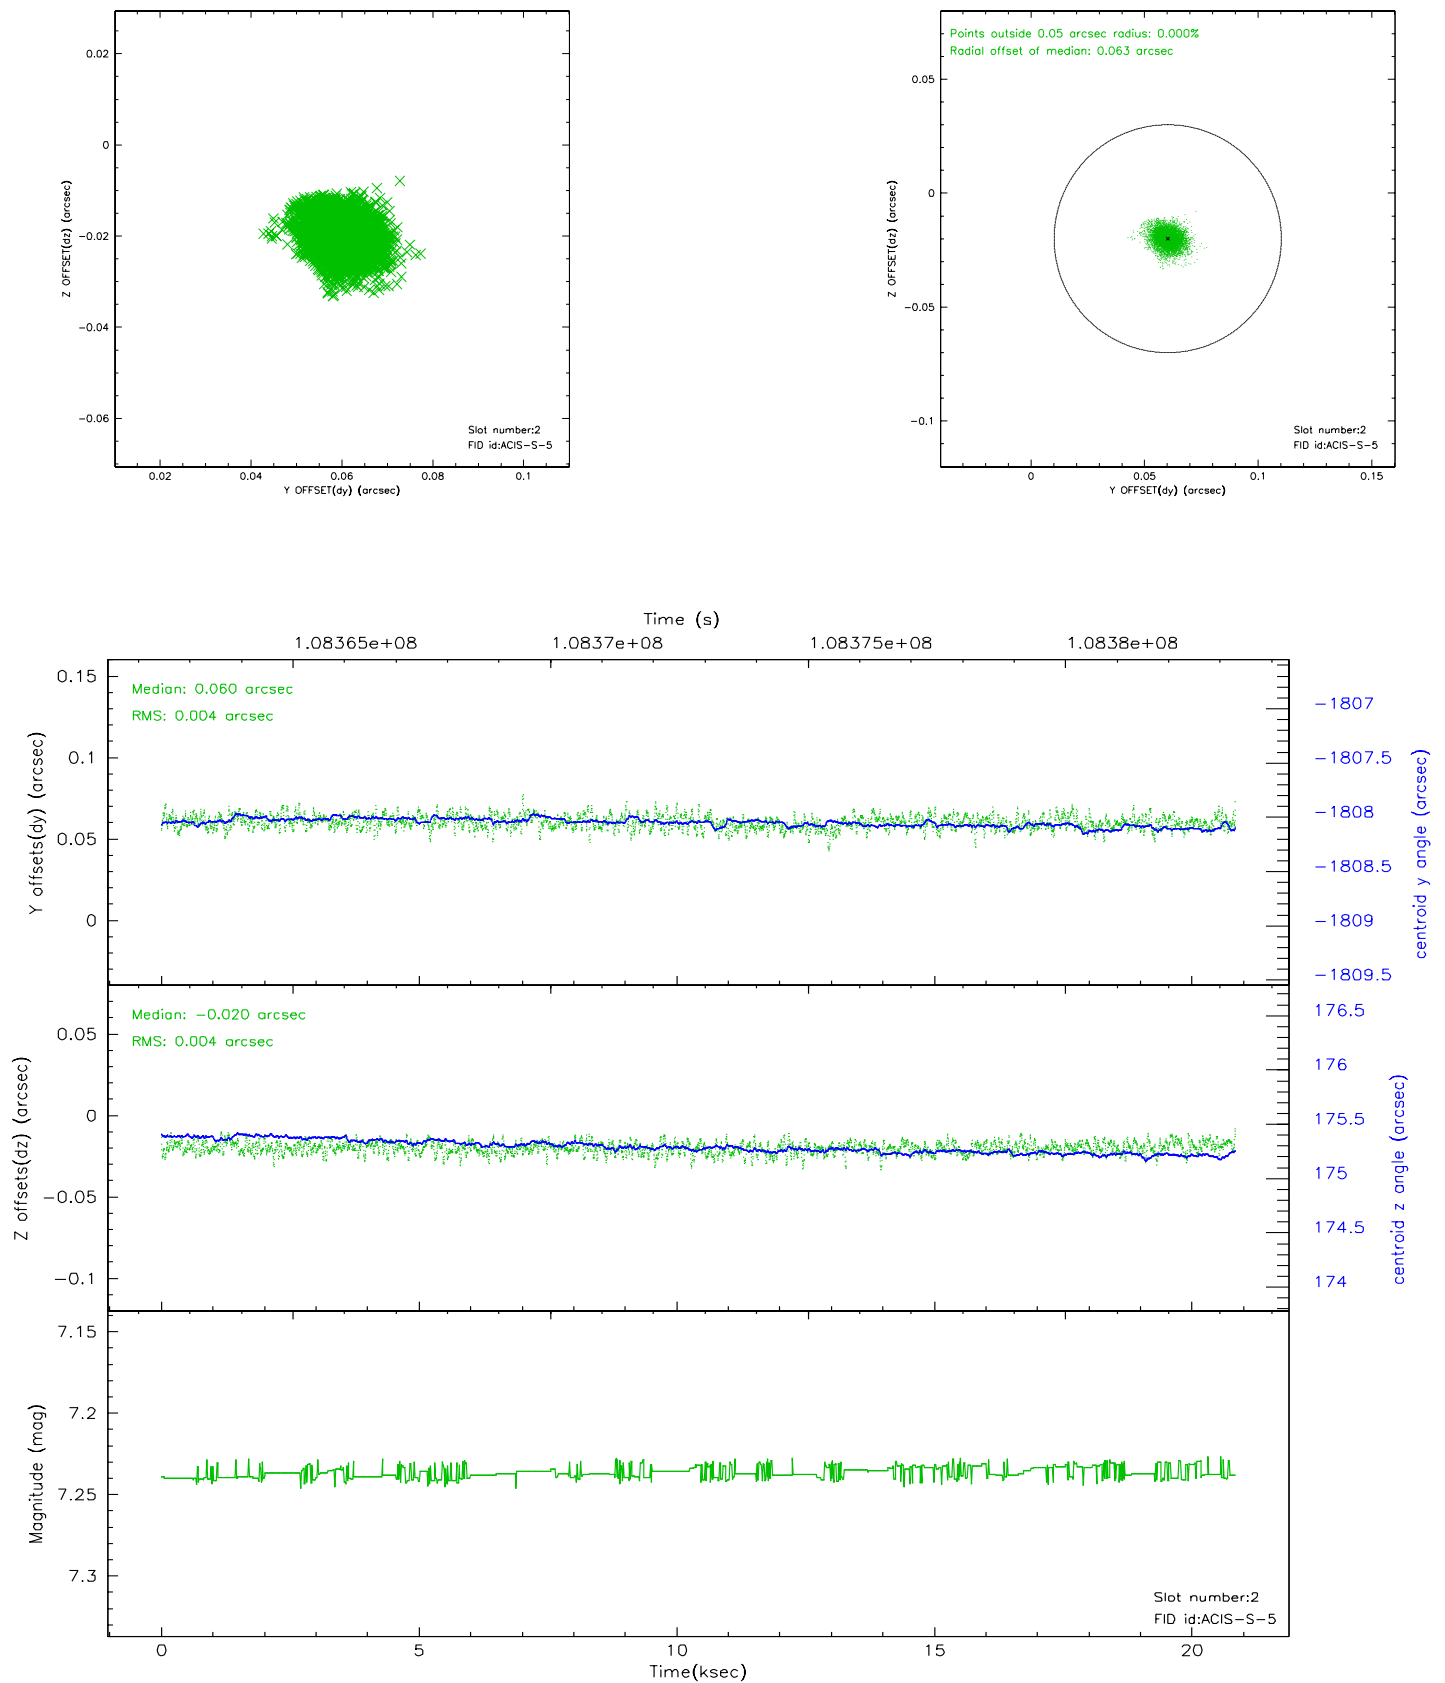 0.02
0
-0.02
-0.04
-0.06
Z OFFSET(dz) (arcsec)
0.02 0.04 0.06 0.08 0.1
Y OFFSET(dy) (arcsec)
Slot number:2
FID id:ACIS-S-5
Points outside 0.05 arcsec radius: 0.000%
Radial offset of median: 0.063 arcsec
0.05
0
-0.05
-0.1
Z OFFSET(dz) (arcsec)
0 0.05 0.1 0.15
Y OFFSET(dy) (arcsec)
Slot number:2
FID id:ACIS-S-5
Time (s)
1.08365e+08 1.0837e+08 1.08375e+08 1.0838e+08
Median: 0.060 arcsec
RMS: 0.004 arcsec
0.15
0.1
0.05
0
Y offsets(dy) (arcsec)
-1807
-1807.5
-1808
-1808.5
-1809
-1809.5
centroid y angle (arcsec)
Median: -0.020 arcsec
RMS: 0.004 arcsec
0.05
0
-0.05
-0.1
Z offsets(dz) (arcsec)
176.5
176
175.5
175
174.5
174
centroid z angle (arcsec)
7.15
7.2
7.25
7.3
Magnitude (mag)
Slot number:2
FID id:ACIS-S-5
0 5 10 15 20
Time(ksec)